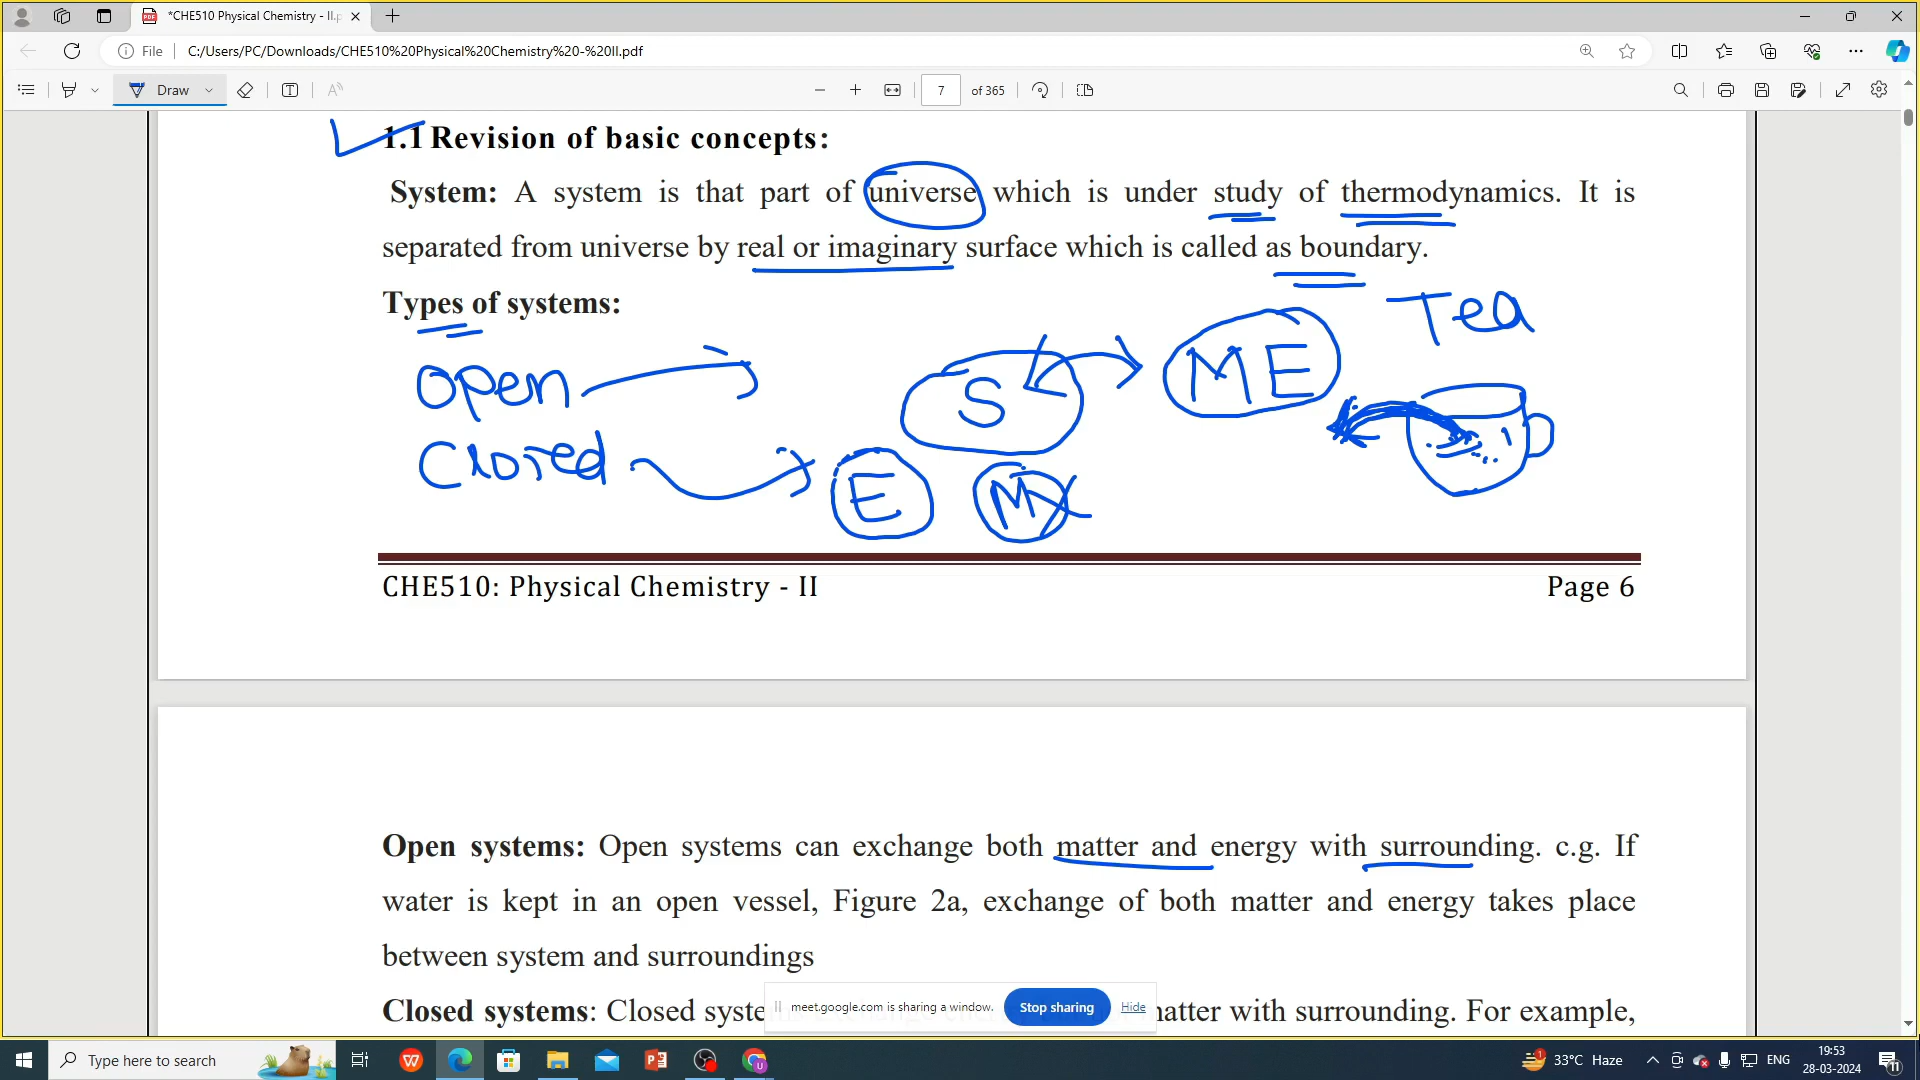 *CHE510 Physical Chemistry - II.p
File
C:/Users/PC/Downloads/CHE510%20Physical%20Chemistry%20-%20II.pdf
Draw
7 of 365
1.1 Revision of basic concepts:
System: A system is that part of universe which is under study of thermodynamics. It is
separated from universe by real or imaginary surface which is called as boundary.
Types of systems:
Tea
Open
S
M E
Closed
E
M
CHE510: Physical Chemistry - II
Page 6
Open systems: Open systems can exchange both matter and energy with surrounding. c.g. If
water is kept in an open vessel, Figure 2a, exchange of both matter and energy takes place
between system and surroundings
Closed systems: Closed syste
matter with surrounding. For example,
meet.google.com is sharing a window.
Stop sharing
Hide
Type here to search
33°C Haze
ENG
19:53
28-03-2024
11